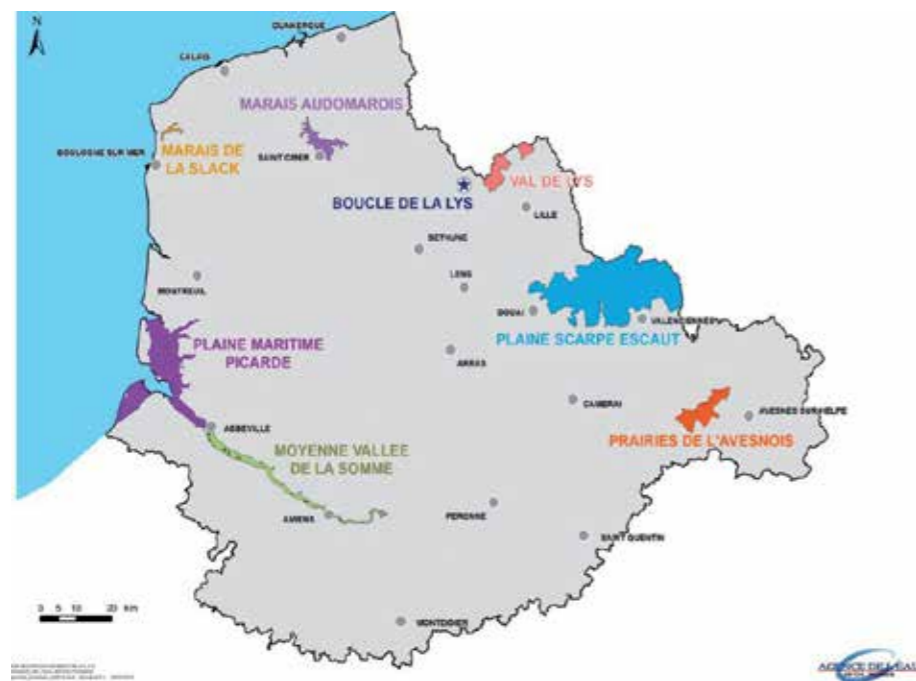 N
DUNKERQUE
CALAIS
MARAIS AUDOMAROIS
BOULOGNE SUR MER
MARAIS DE
LA SLACK
SAINT OMER
VAL DE LYS
BOUCLE DE LA LYS
LILLE
BETHUNE
LENS
MONTREUIL
DOUAI
VALENCIENNES
PLAINE SCARPE ESCAUT
PLAINE MARITIME
PICARDE
ARRAS
CAMBRAI
AVESNES SUR HELPE
PRAIRIES DE L'AVESNOIS
ABBEVILLE
MOYENNE VALLEE
DE LA SOMME
AMIENS
PERONNE
SAINT QUENTIN
0 5 10 20 km
MONTDIDIER
AGENCE DE L'EAU